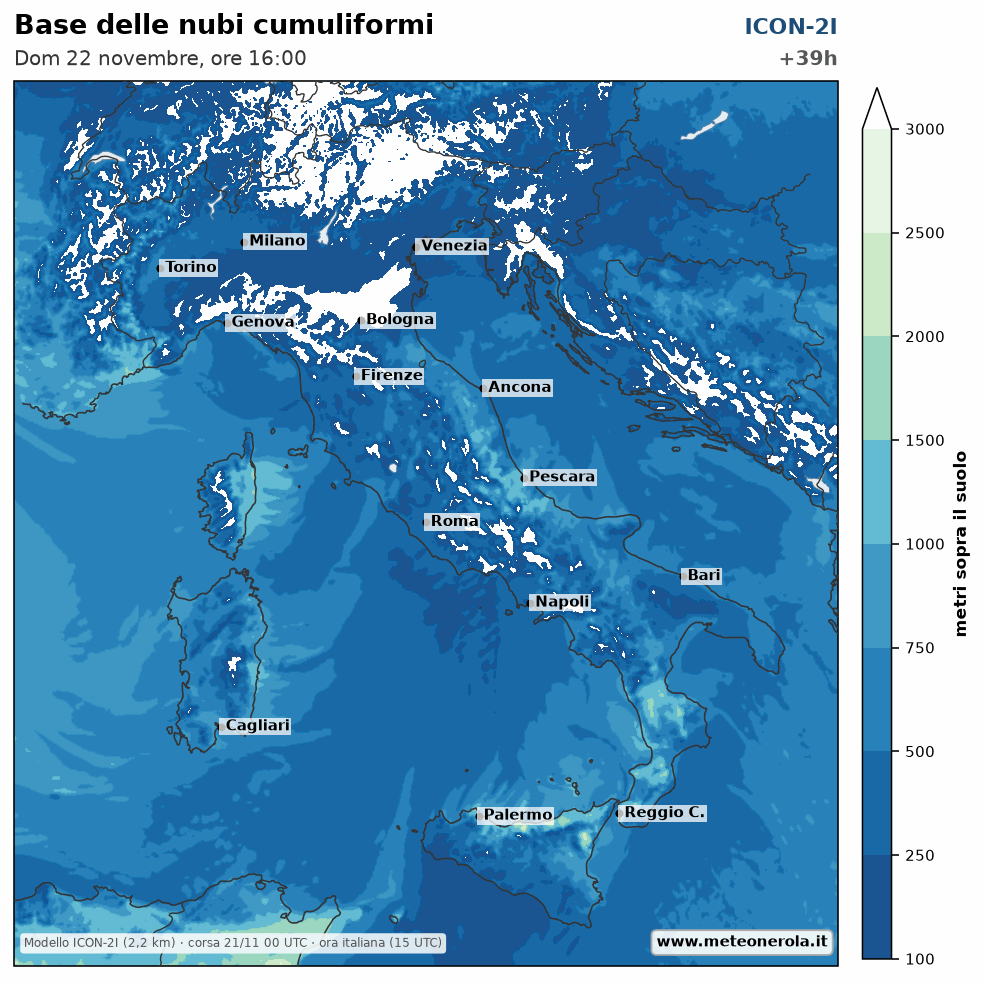 Base delle nubi cumuliformi
ICON-2I
Dom 22 novembre, ore 16:00
+39h
Milano
Venezia
Torino
Genova
Bologna
Firenze
Ancona
Pescara
Roma
Bari
Napoli
Cagliari
Palermo
Reggio C.
3000
2500
2000
1500
1000
750
500
250
100
metri sopra il suolo
Modello ICON-2I (2,2 km) · corsa 21/11 00 UTC · ora italiana (15 UTC)
www.meteonerola.it